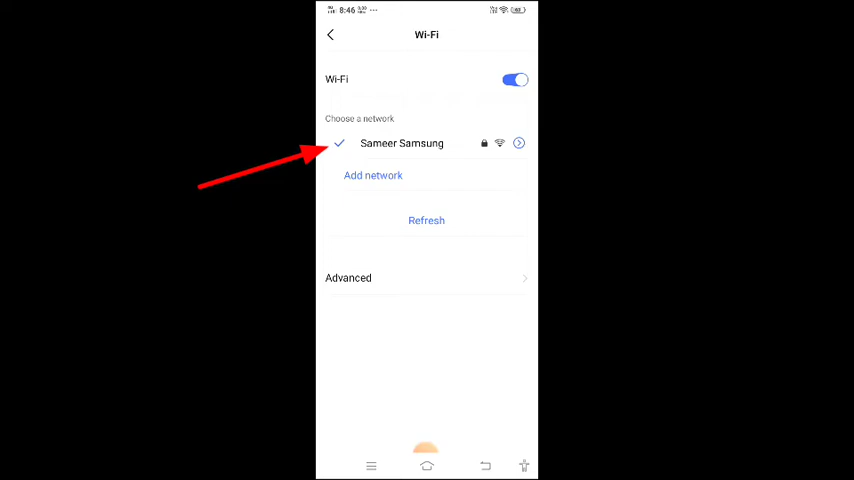 8:46
Wi-Fi
Wi-Fi
Choose a network
Sameer Samsung
Add network
Refresh
Advanced